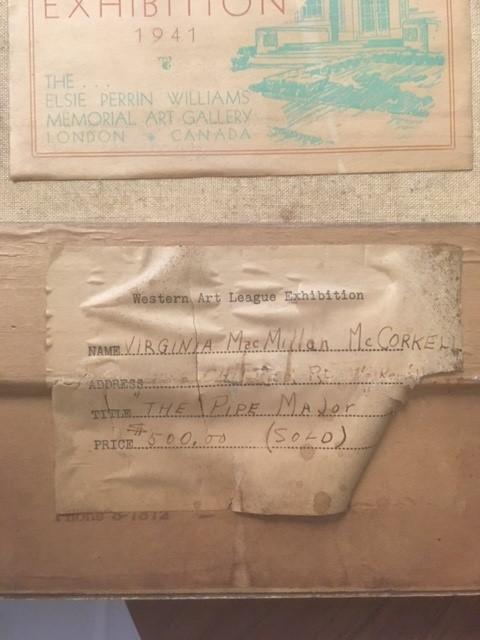 EXHIBITION
1941
THE . . .
ELSIE PERRIN WILLIAMS
MEMORIAL ART GALLERY
LONDON CANADA
Western Art League Exhibition
NAME VIRGINIA MacMillan McCORKEL
ADDRESS
TITLE "THE PIPE MAJOR"
PRICE $500.00 (SOLD)